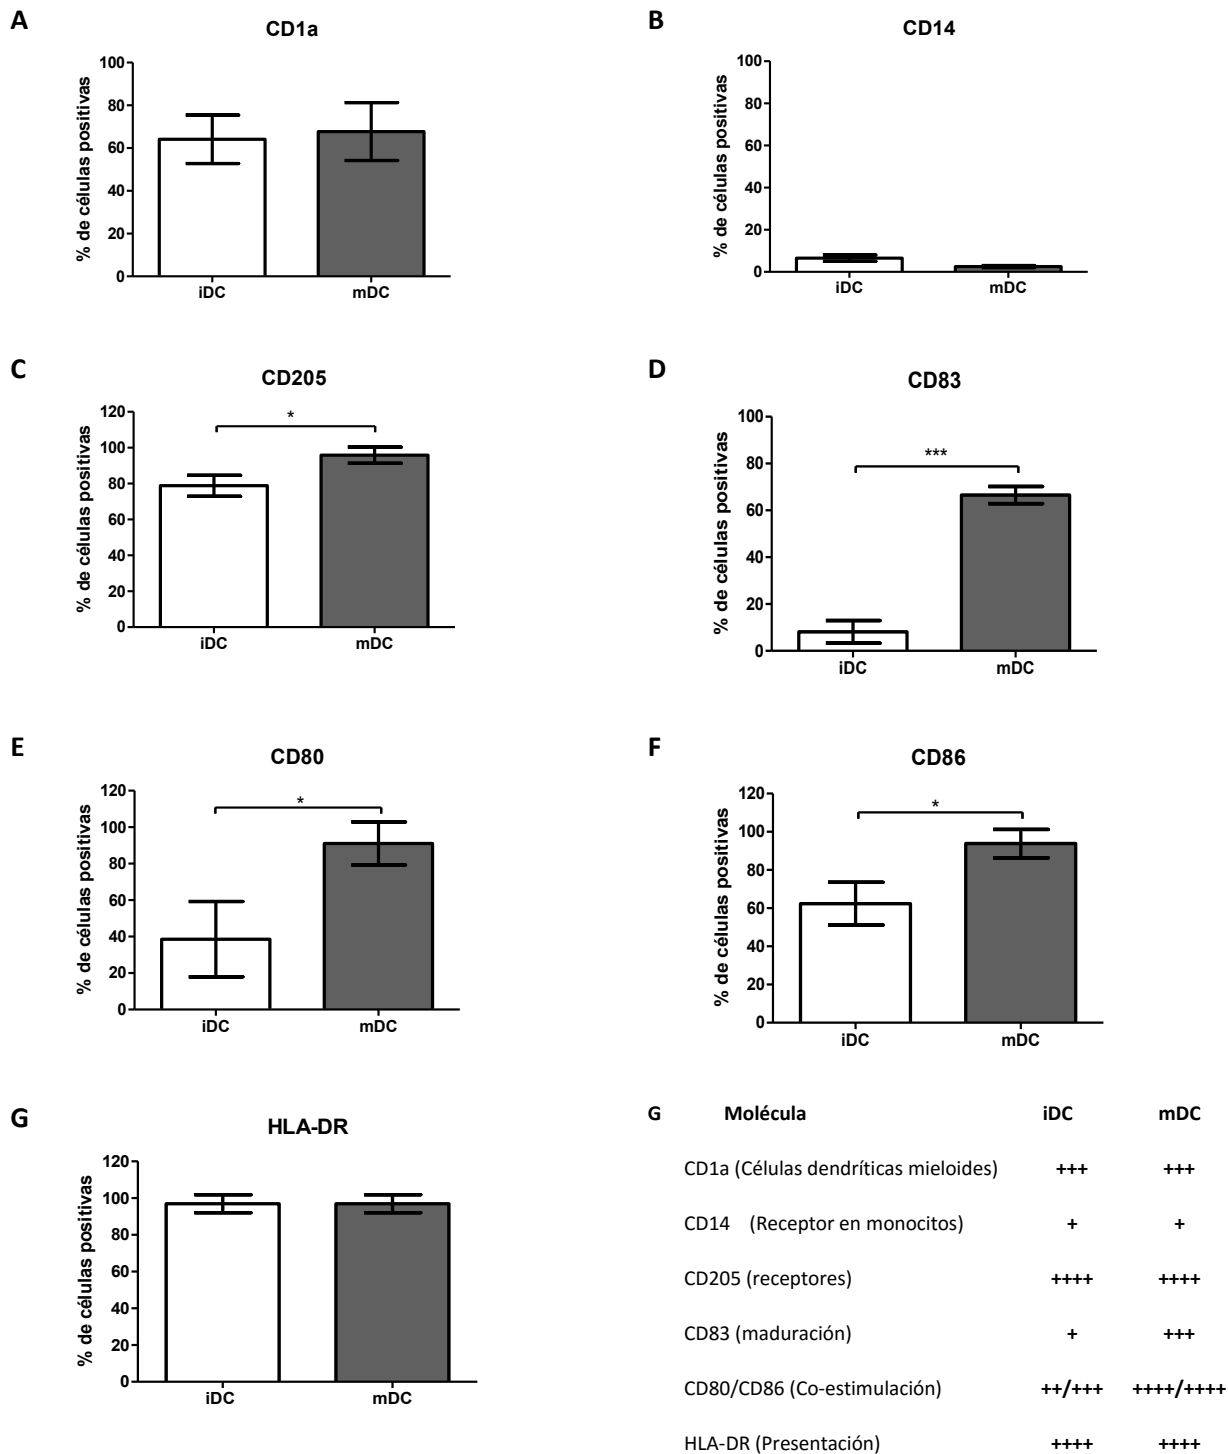 A
CD1a
% de células positivas
100
80
60
40
20
0
iDC
mDC
B
CD14
% de células positivas
100
80
60
40
20
0
iDC
mDC
C
CD205
% de células positivas
120
100
80
60
40
20
0
*
iDC
mDC
D
CD83
% de células positivas
100
80
60
40
20
0
***
iDC
mDC
E
CD80
% de células positivas
120
100
80
60
40
20
0
*
iDC
mDC
F
CD86
% de células positivas
120
100
80
60
40
20
0
*
iDC
mDC
G
HLA-DR
% de células positivas
120
100
80
60
40
20
0
iDC
mDC
G Molécula iDC mDC
CD1a (Células dendríticas mieloides) +++ +++
CD14 (Receptor en monocitos) + +
CD205 (receptores) ++++ ++++
CD83 (maduración) + +++
CD80/CD86 (Co-estimulación) ++/+++ ++++/++++
HLA-DR (Presentación) ++++ ++++